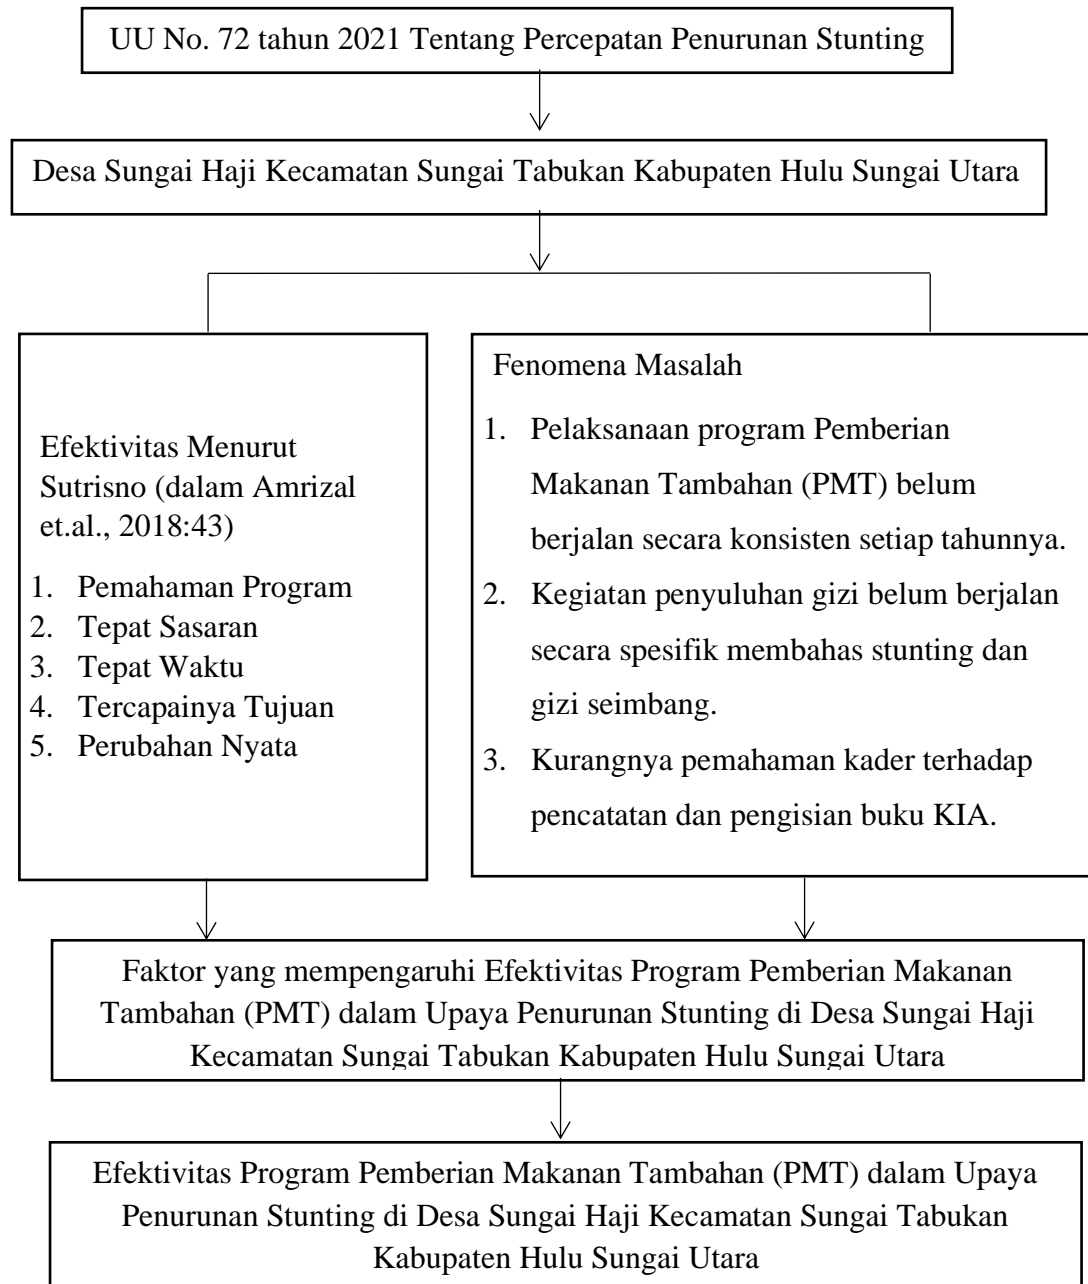 UU No. 72 tahun 2021 Tentang Percepatan Penurunan Stunting
Desa Sungai Haji Kecamatan Sungai Tabukan Kabupaten Hulu Sungai Utara
Efektivitas Menurut
Sutrisno (dalam Amrizal
et.al., 2018:43)
1. Pemahaman Program
2. Tepat Sasaran
3. Tepat Waktu
4. Tercapainya Tujuan
5. Perubahan Nyata
Fenomena Masalah
1. Pelaksanaan program Pemberian
Makanan Tambahan (PMT) belum
berjalan secara konsisten setiap tahunnya.
2. Kegiatan penyuluhan gizi belum berjalan
secara spesifik membahas stunting dan
gizi seimbang.
3. Kurangnya pemahaman kader terhadap
pencatatan dan pengisian buku KIA.
Faktor yang mempengaruhi Efektivitas Program Pemberian Makanan
Tambahan (PMT) dalam Upaya Penurunan Stunting di Desa Sungai Haji
Kecamatan Sungai Tabukan Kabupaten Hulu Sungai Utara
Efektivitas Program Pemberian Makanan Tambahan (PMT) dalam Upaya
Penurunan Stunting di Desa Sungai Haji Kecamatan Sungai Tabukan
Kabupaten Hulu Sungai Utara